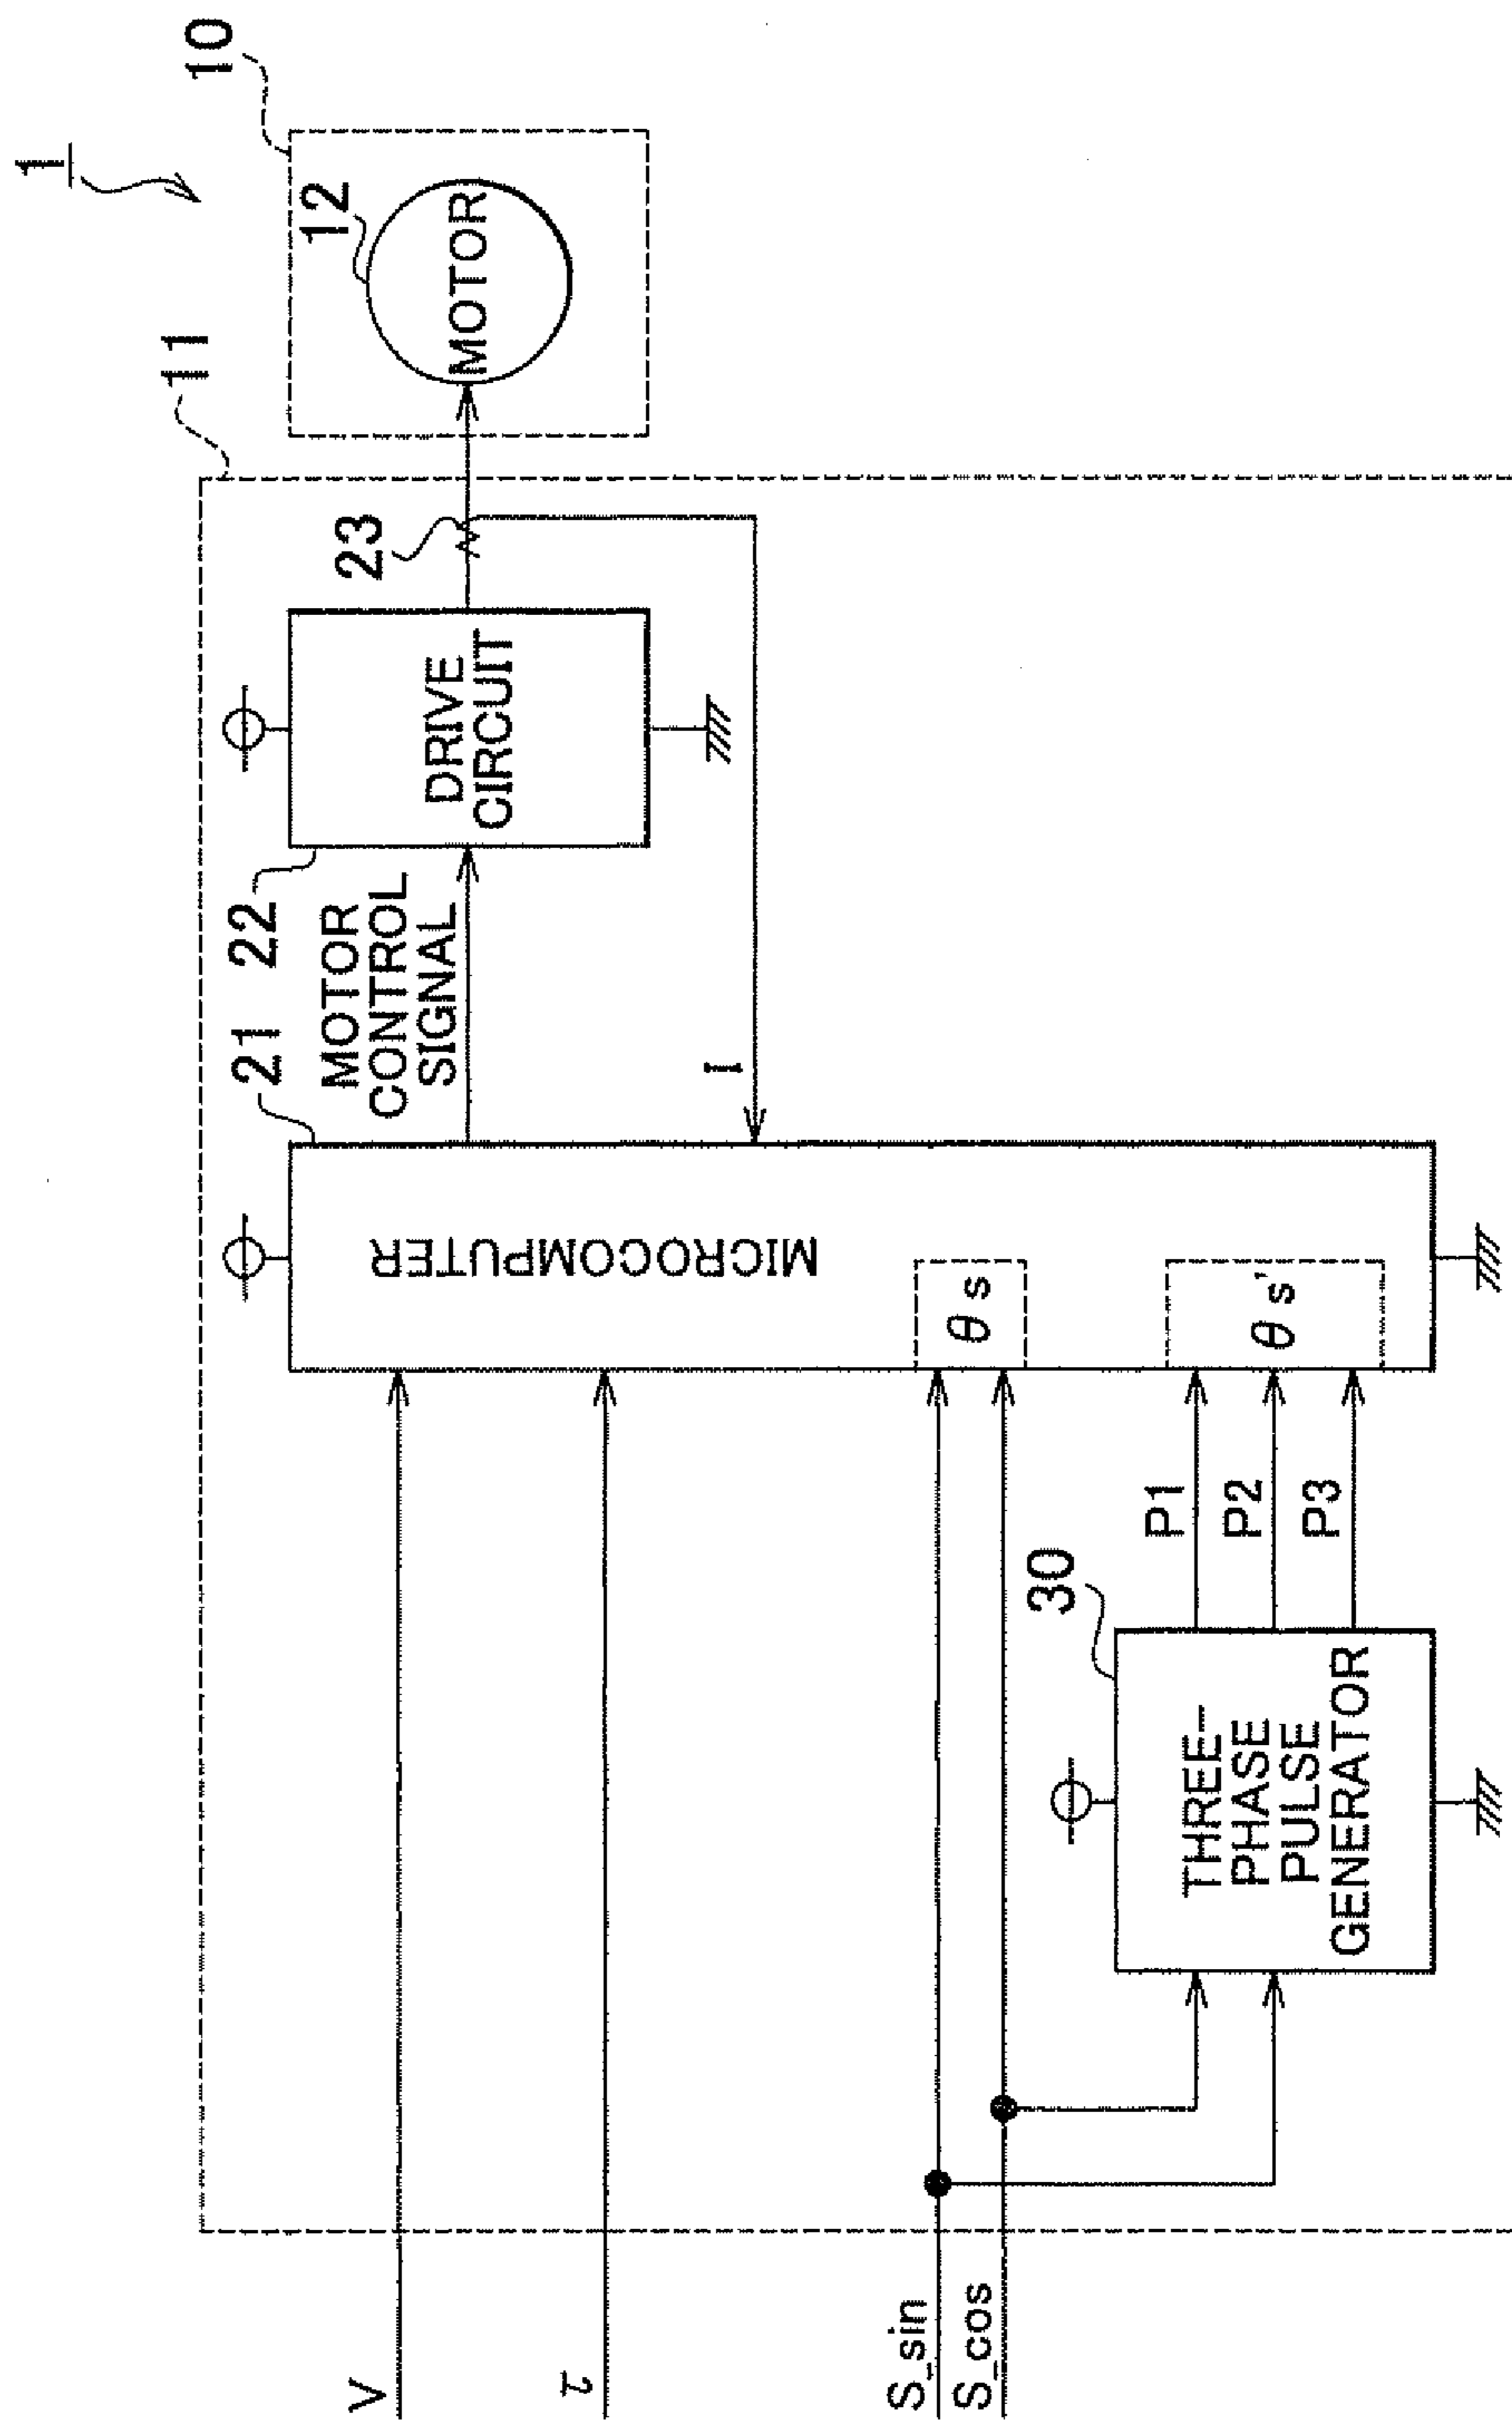 1
10
11
12
MOTOR
23
22
DRIVE
CIRCUIT
21
MOTOR
CONTROL
SIGNAL
I
MICROCOMPUTER
θs
θs'
V
τ
S_sin
S_cos
30
THREE-
PHASE
PULSE
GENERATOR
P1
P2
P3